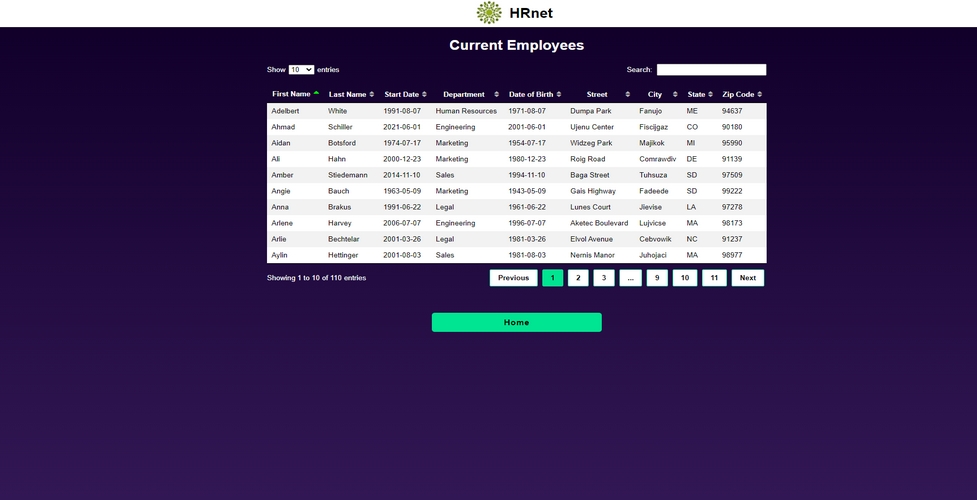 HRnet
Current Employees
Show 10 entries Search:
First Name Last Name Start Date Department Date of Birth Street City State Zip Code
Adelbert White 1991-08-07 Human Resources 1971-08-07 Dumpa Park Fanujo ME 94637
Ahmad Schiller 2021-06-01 Engineering 2001-06-01 Ujenu Center Fiscijgaz CO 90180
Aidan Botsford 1974-07-17 Marketing 1954-07-17 Widzeg Park Majikok MI 95990
Ali Hahn 2000-12-23 Marketing 1980-12-23 Roig Road Comrawdiv DE 91139
Amber Stiedemann 2014-11-10 Sales 1994-11-10 Baga Street Tuhsuza SD 97509
Angie Bauch 1963-05-09 Marketing 1943-05-09 Gais Highway Fadeede SD 99222
Anna Brakus 1991-06-22 Legal 1961-06-22 Lunes Court Jievise LA 97278
Arlene Harvey 2006-07-07 Engineering 1996-07-07 Aketec Boulevard Lujvicse MA 98173
Arlie Bechtelar 2001-03-26 Legal 1981-03-26 Elvol Avenue Cebvowik NC 91237
Aylin Hettinger 2001-08-03 Sales 1981-08-03 Nernis Manor Juhojaci MA 98977
Showing 1 to 10 of 110 entries Previous 1 2 3 ... 9 10 11 Next
Home